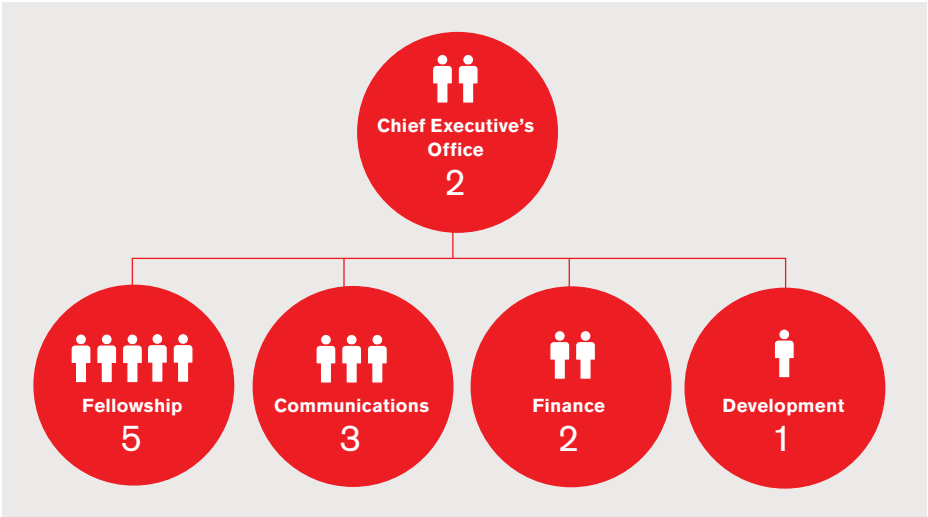 Chief Executive’s
Office
2
Fellowship
5
Communications
3
Finance
2
Development
1